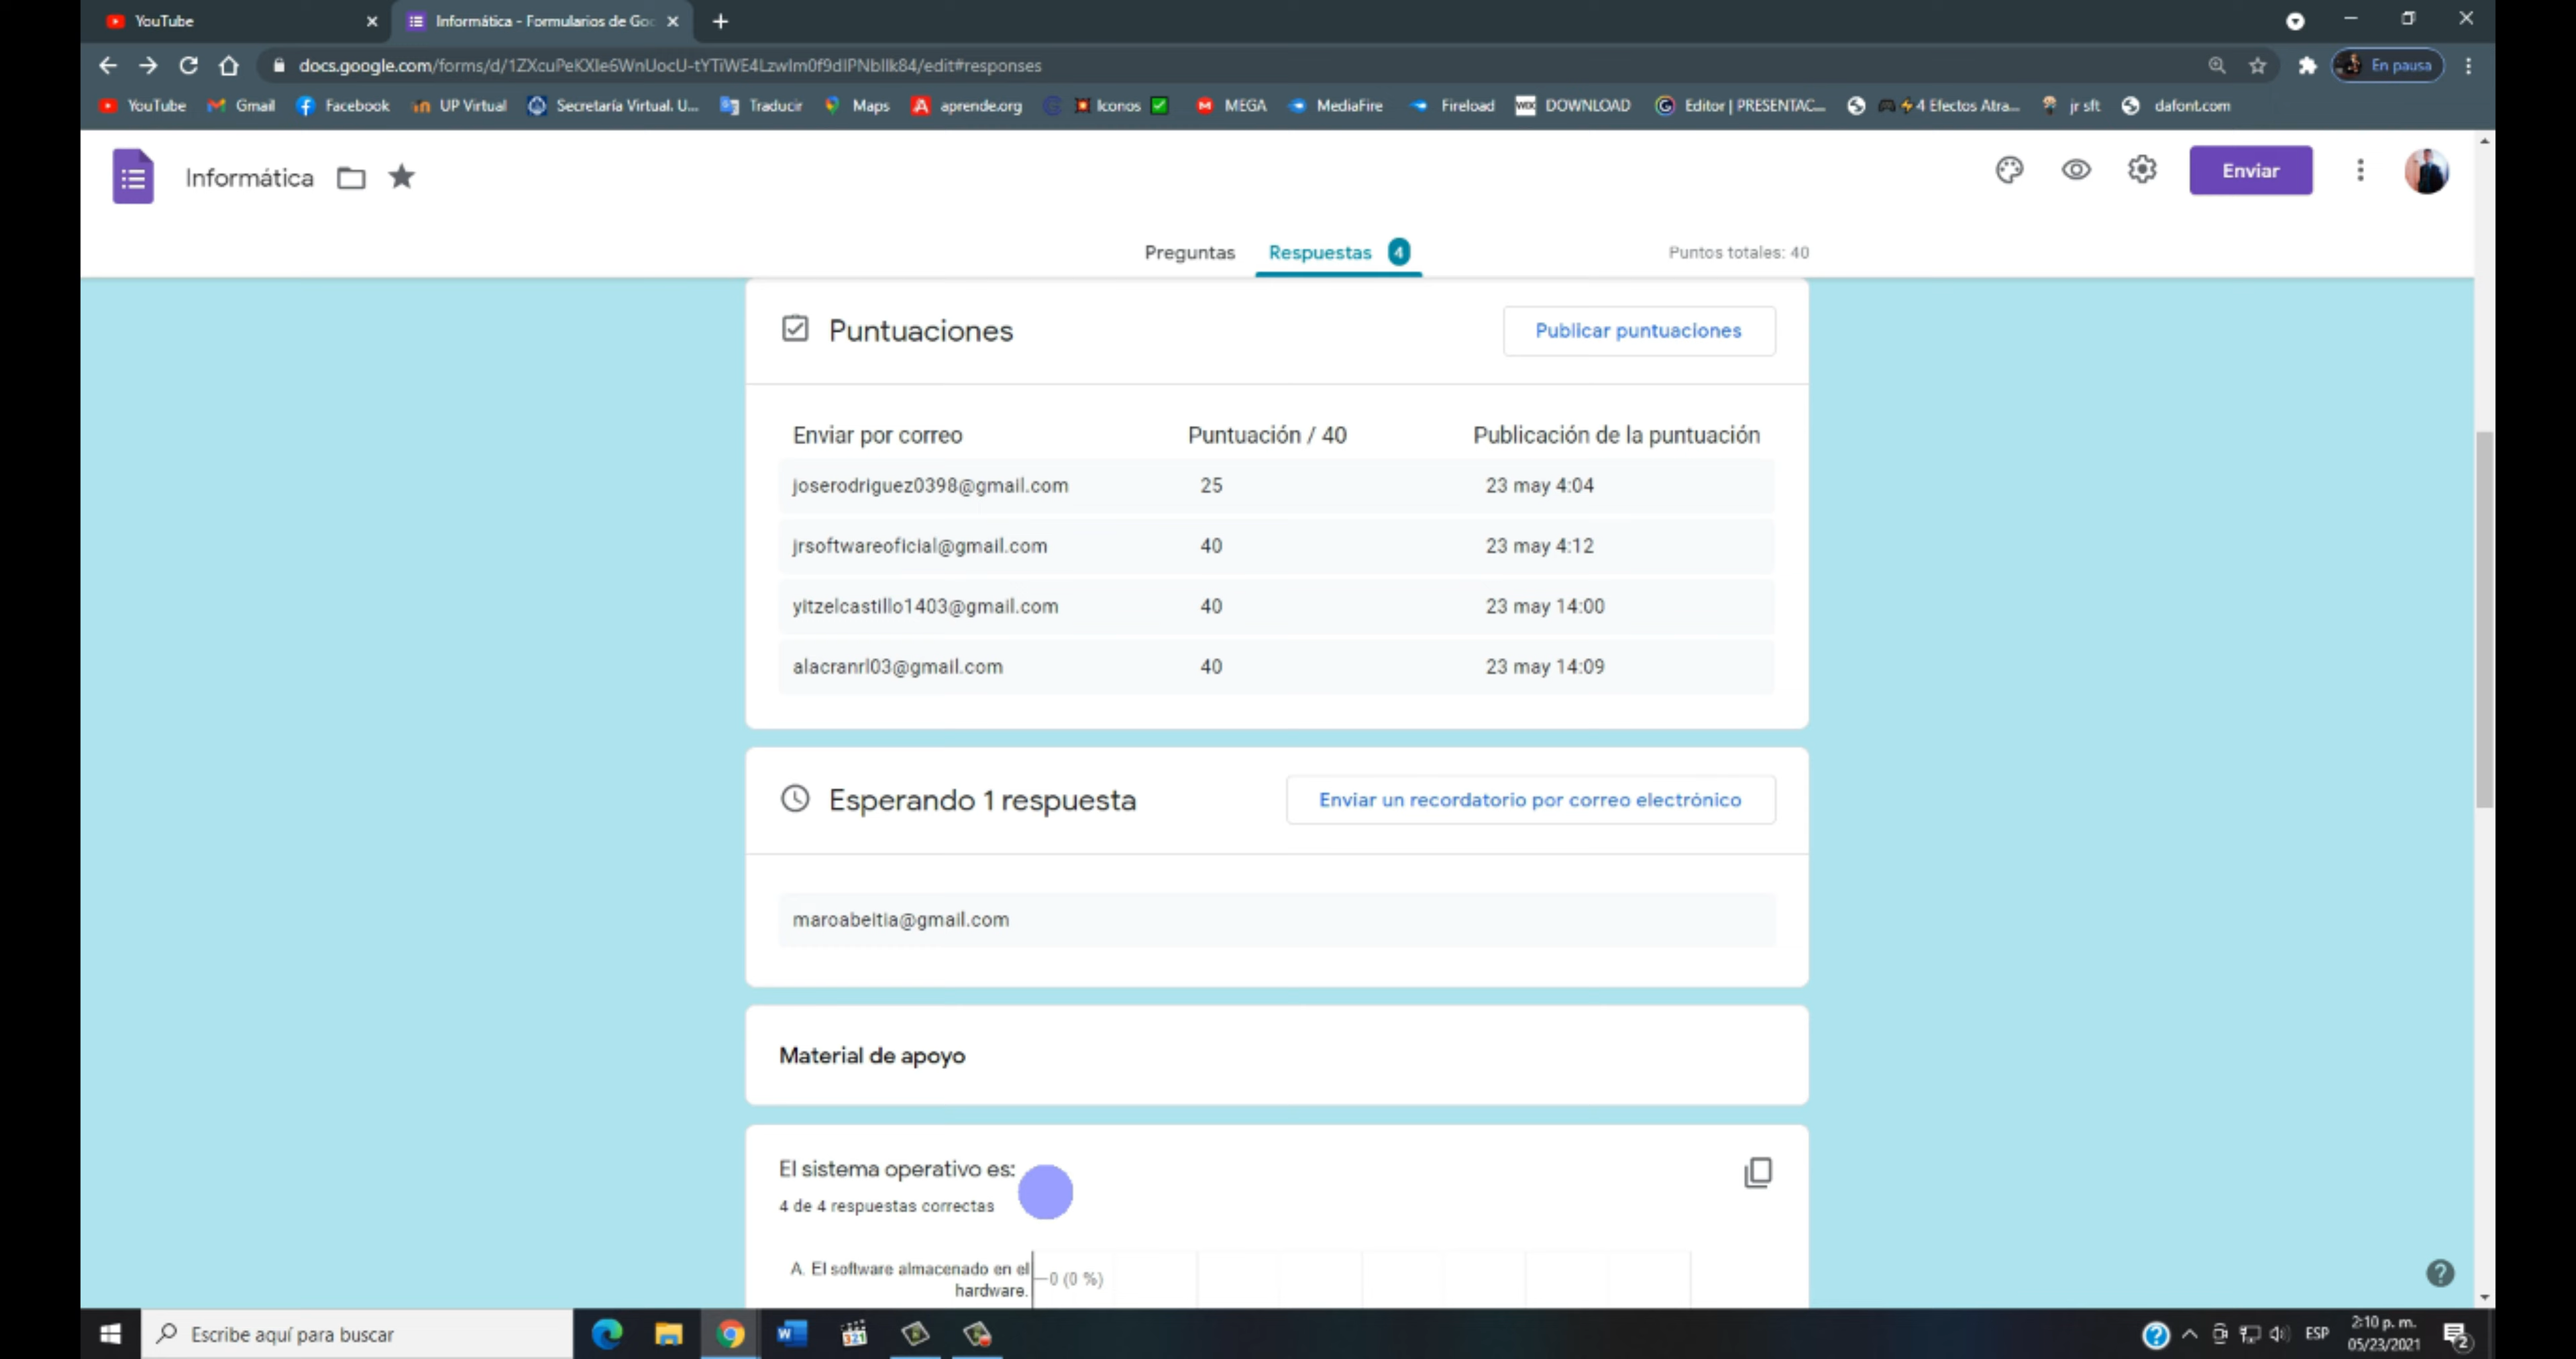 YouTube
Informática - Formularios de Goo
docs.google.com/forms/d/1ZXcuPeKXIe6WnUocU-tYTiWE4LzwIm0f9dIPNbIIk84/edit#responses
En pausa
YouTube Gmail Facebook UP Virtual Secretaría Virtual. U... Traducir Maps aprende.org Iconos MEGA MediaFire Fireload DOWNLOAD Editor | PRESENTAC... 4 Efectos Atra... jr sft dafont.com
Informática
Enviar
Preguntas Respuestas 4 Puntos totales: 40
Puntuaciones Publicar puntuaciones
Enviar por correo Puntuación / 40 Publicación de la puntuación
joserodriguez0398@gmail.com 25 23 may 4:04
jrsoftwareoficial@gmail.com 40 23 may 4:12
yitzelcastillo1403@gmail.com 40 23 may 14:00
alacranrl03@gmail.com 40 23 may 14:09
Esperando 1 respuesta Enviar un recordatorio por correo electrónico
maroabeltia@gmail.com
Material de apoyo
El sistema operativo es:
4 de 4 respuestas correctas
A. El software almacenado en el
hardware.
0 (0 %)
Escribe aquí para buscar
ESP
2:10 p. m.
05/23/2021
2